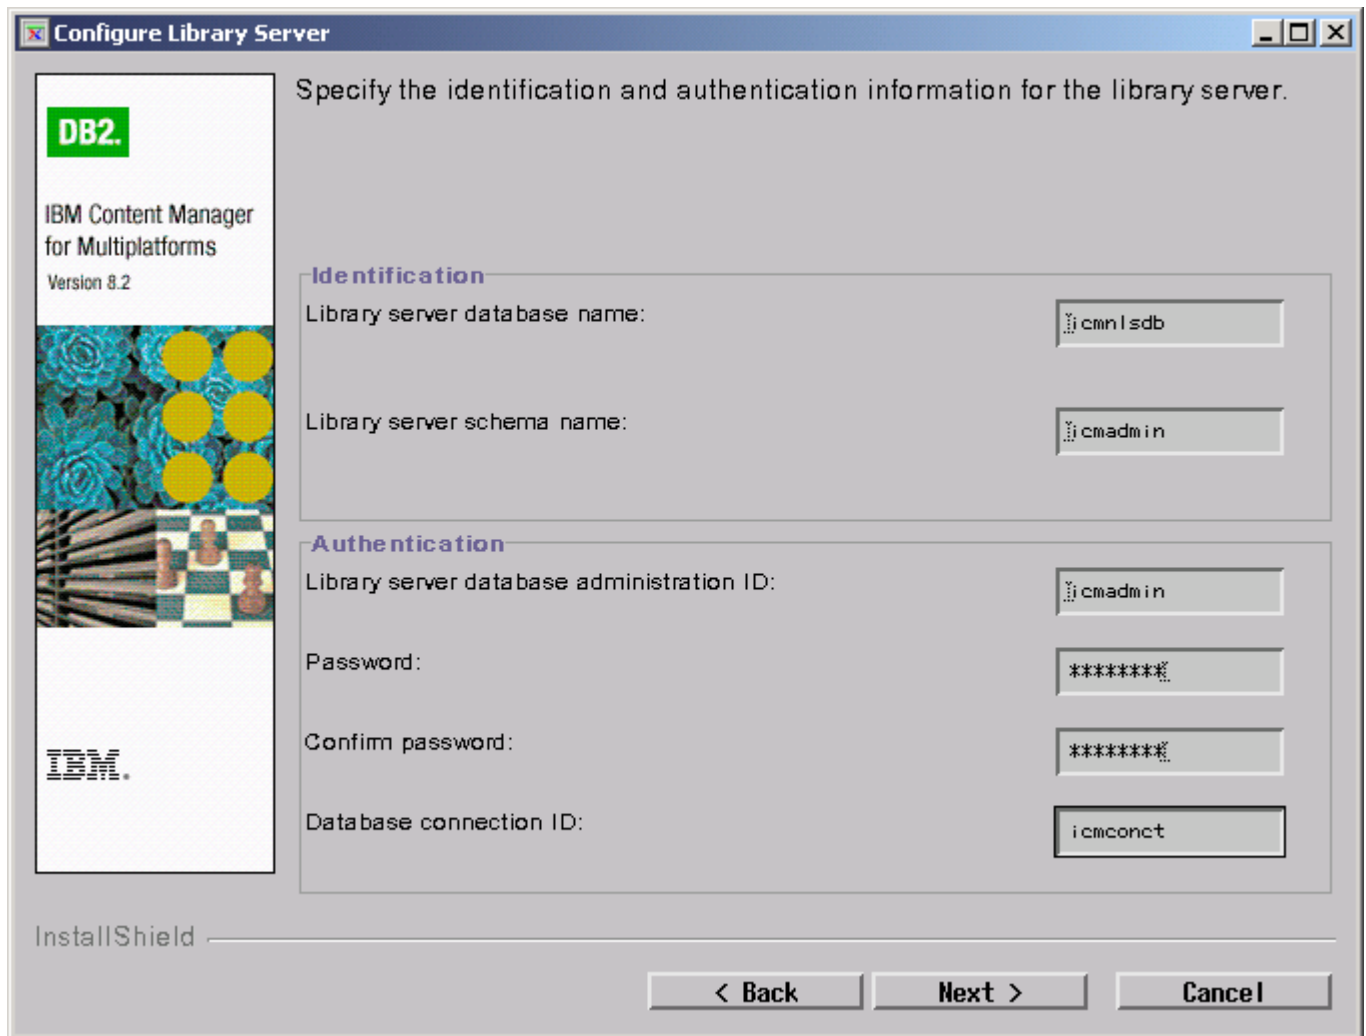 Configure Library Server
Specify the identification and authentication information for the library server.
DB2.
IBM Content Manager
for Multiplatforms
Version 8.2
Identification
Library server database name:
icmnlsdb
Library server schema name:
icmadmin
Authentication
Library server database administration ID:
icmadmin
Password:
********
Confirm password:
********
Database connection ID:
icmconct
IBM.
InstallShield
< Back
Next >
Cancel